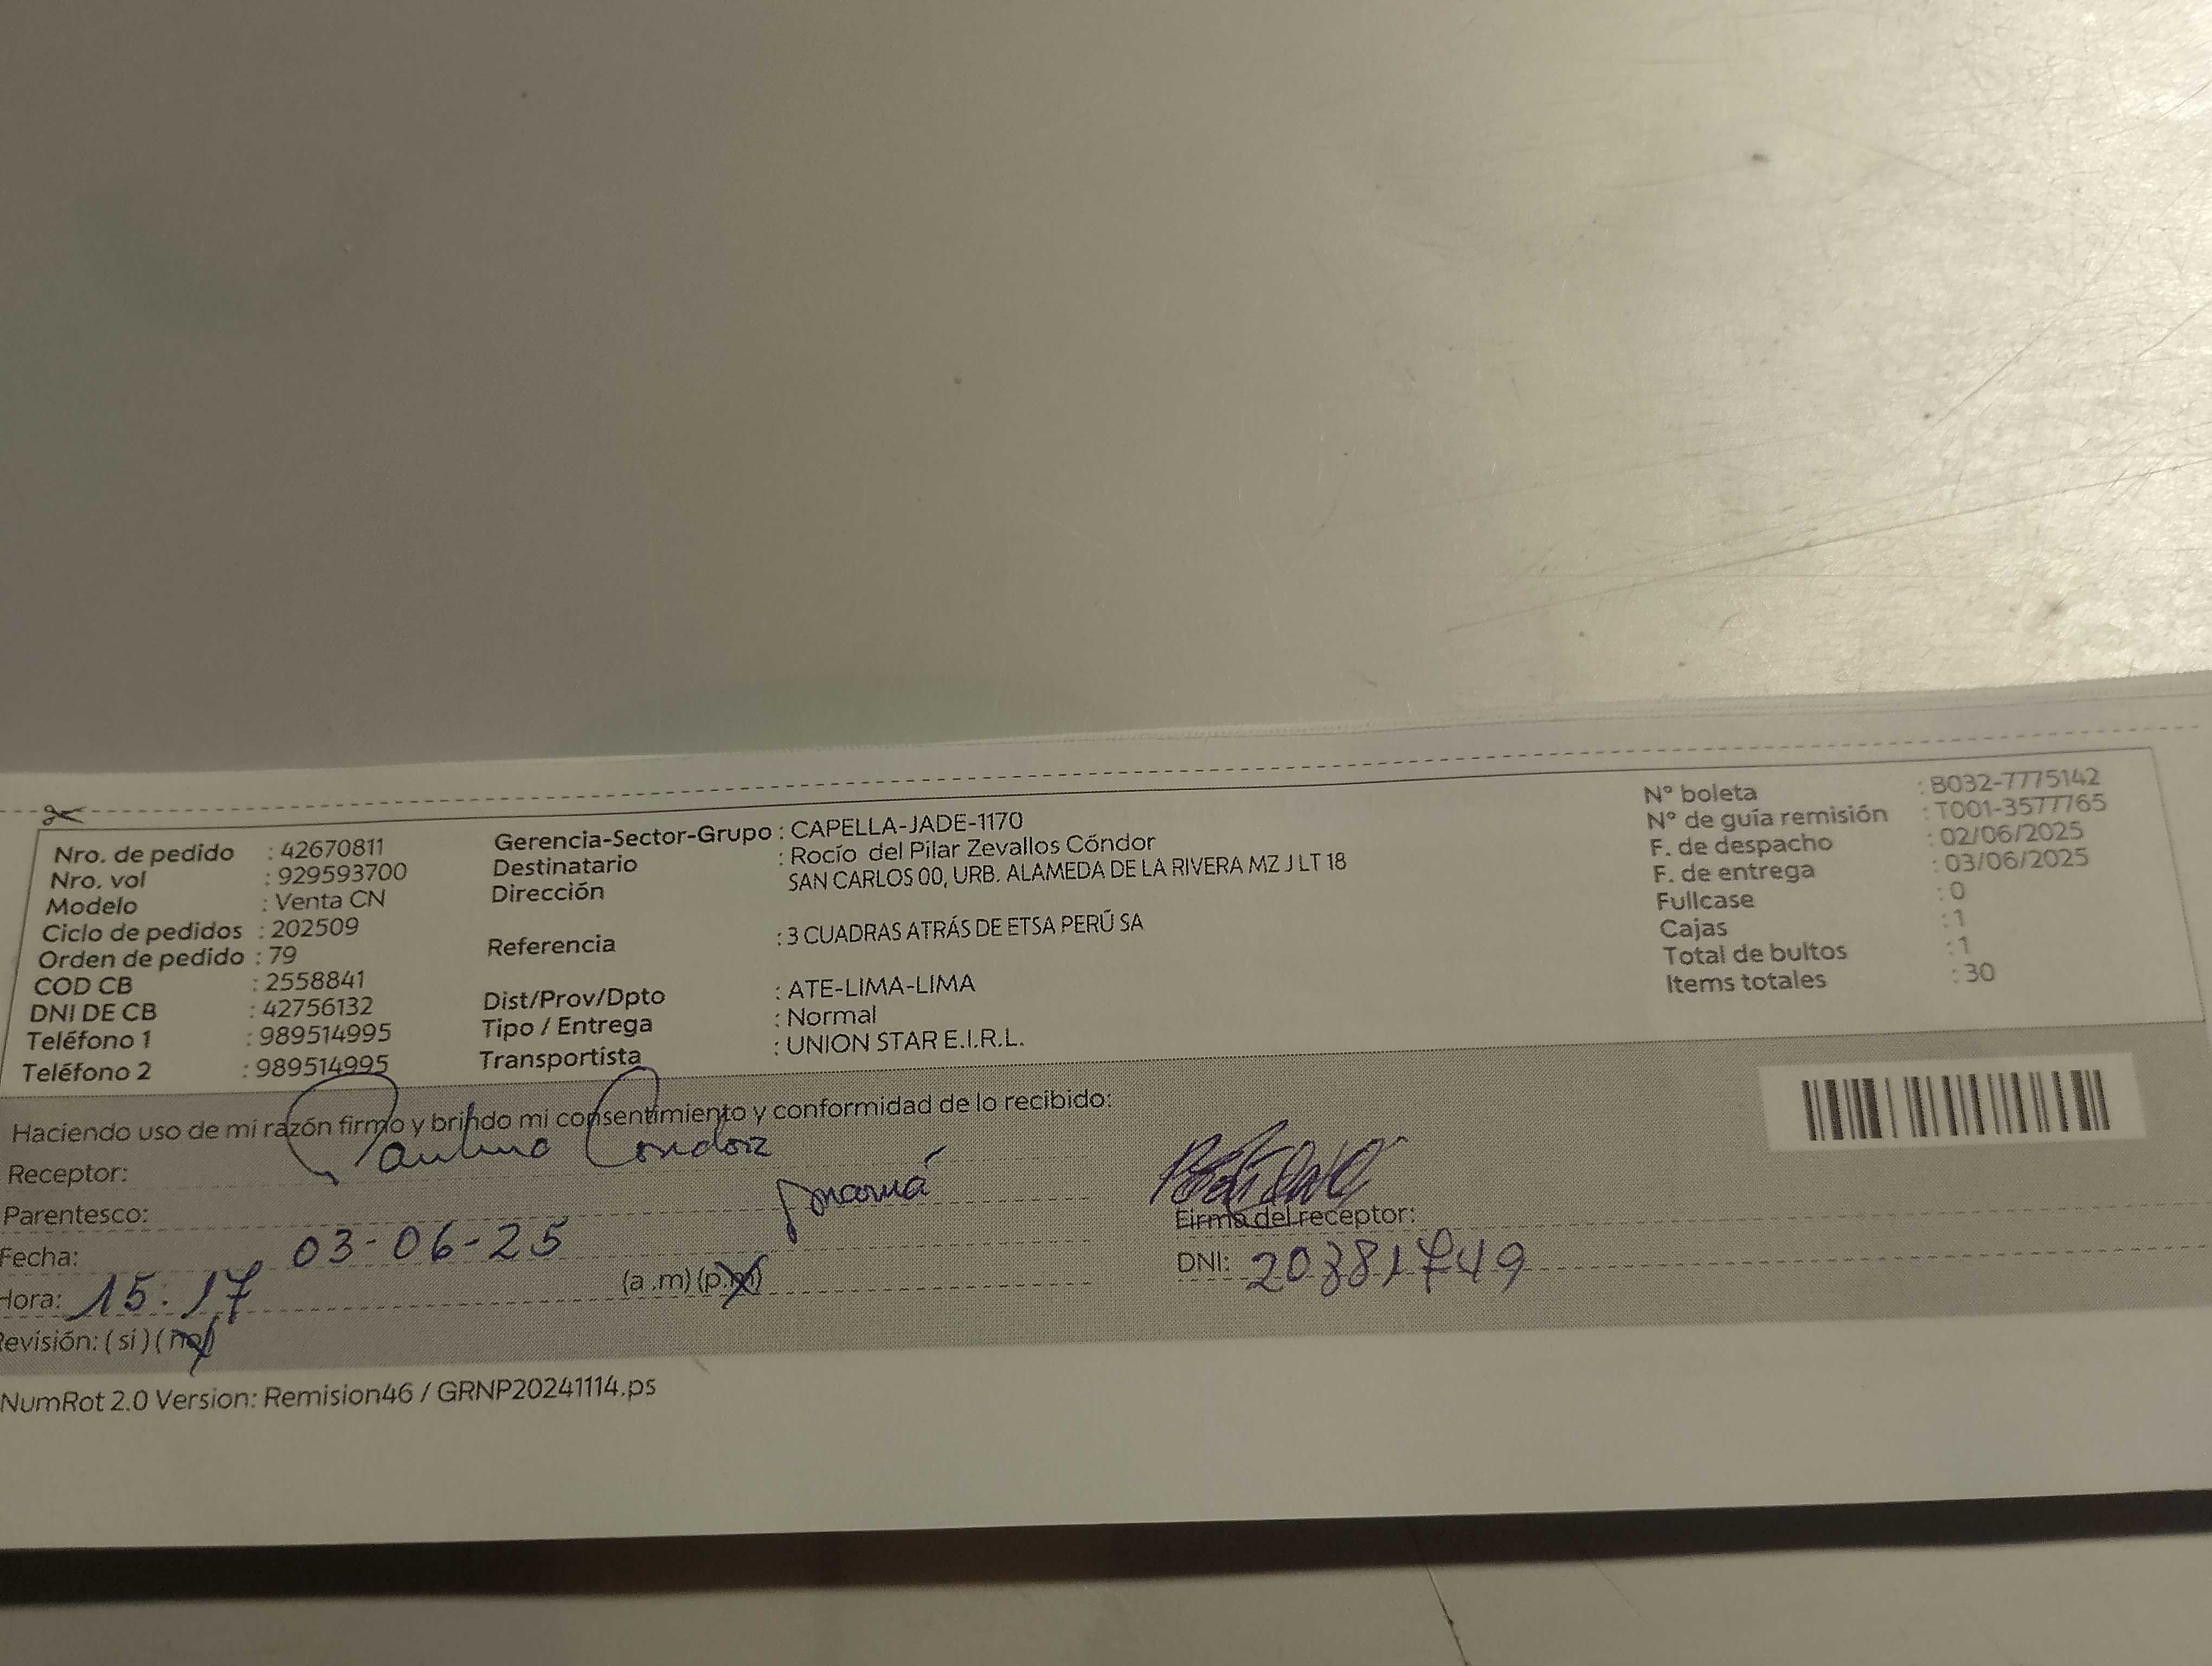 Nro. de pedido : 42670811
Nro. vol : 929593700
Modelo : Venta CN
Ciclo de pedidos : 202509
Orden de pedido : 79
COD CB : 2558841
DNI DE CB : 42756132
Teléfono 1 : 989514995
Teléfono 2 : 989514995
Gerencia-Sector-Grupo : CAPELLA-JADE-1170
Destinatario : Rocío del Pilar Zevallos Cóndor
Dirección SAN CARLOS 00, URB. ALAMEDA DE LA RIVERA MZ J LT 18
Referencia : 3 CUADRAS ATRÁS DE ETSA PERÚ SA
Dist/Prov/Dpto : ATE-LIMA-LIMA
Tipo / Entrega : Normal
Transportista : UNION STAR E.I.R.L.
N° boleta : B032-7775142
N° de guía remisión : T001-3577765
F. de despacho : 02/06/2025
F. de entrega : 03/06/2025
Fullcase : 0
Cajas : 1
Total de bultos : 1
Items totales : 30
Haciendo uso de mi razón firmo y brindo mi consentimiento y conformidad de lo recibido:
Receptor: Paulina
Parentesco: mamá
Fecha: 03-06-25
Hora: 15:17 (a.m) (p.m)
Revisión: (si) (no)
Firma del receptor:
DNI: 20381749
NumRot 2.0 Version: Remision46 / GRNP20241114.ps